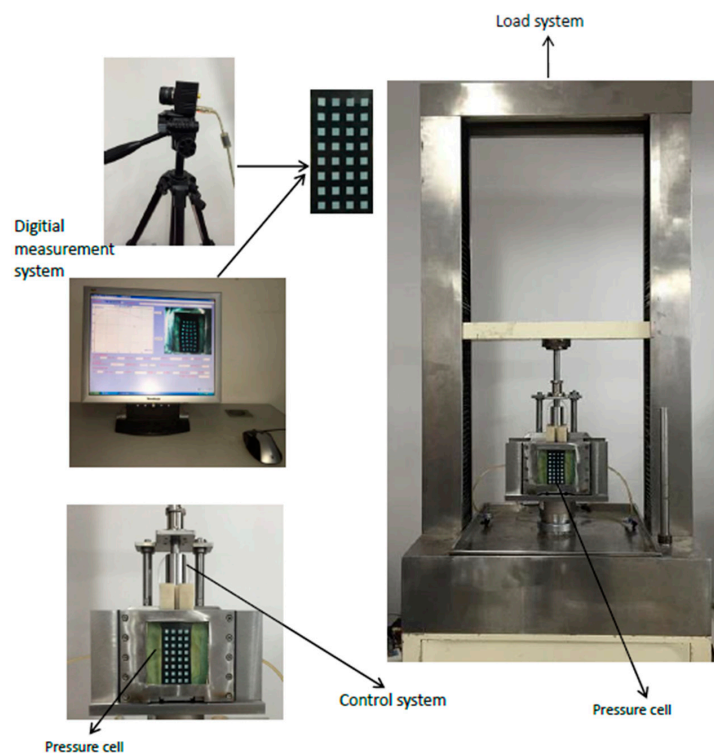 Load system
Digitial
measurement
system
Control system
Pressure cell
Pressure cell